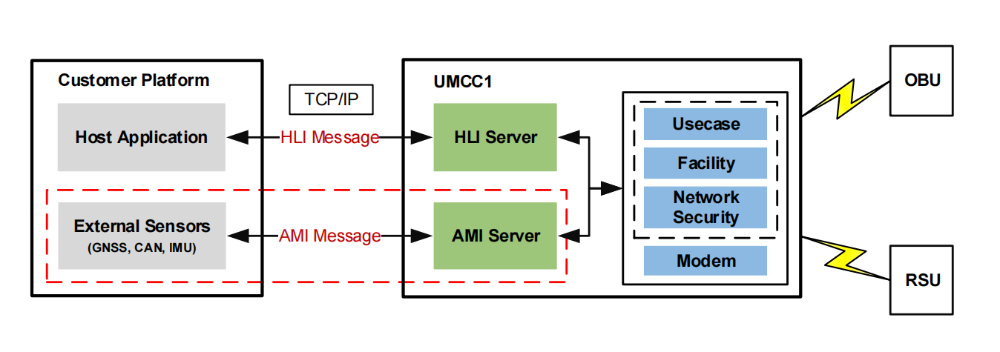 Customer Platform
Host Application
External Sensors
(GNSS, CAN, IMU)
TCP/IP
HLI Message
AMI Message
UMCC1
HLI Server
AMI Server
Usecase
Facility
Network
Security
Modem
OBU
RSU